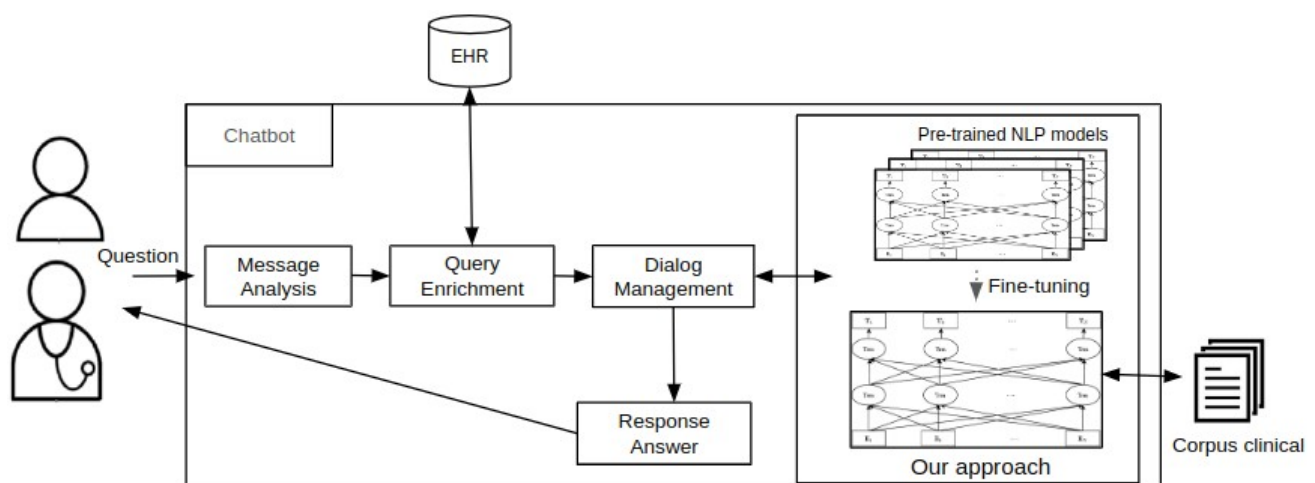 EHR
Chatbot
Pre-trained NLP models
Question
Message
Analysis
Query
Enrichment
Dialog
Management
Fine-tuning
Response
Answer
Our approach
Corpus clinical